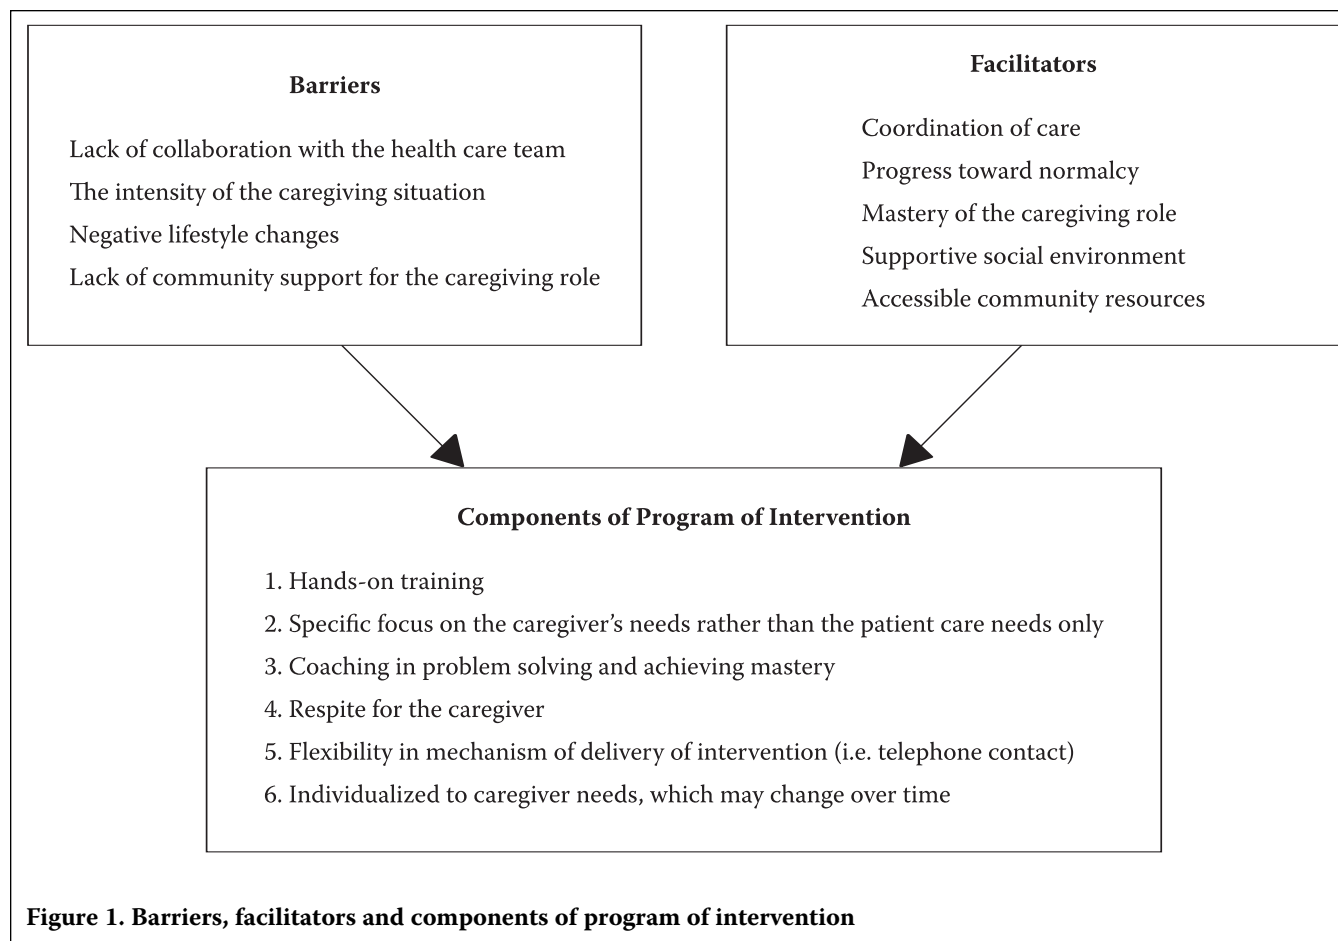 Barriers
Lack of collaboration with the health care team
The intensity of the caregiving situation
Negative lifestyle changes
Lack of community support for the caregiving role
Facilitators
Coordination of care
Progress toward normalcy
Mastery of the caregiving role
Supportive social environment
Accessible community resources
Components of Program of Intervention
1. Hands-on training
2. Specific focus on the caregiver’s needs rather than the patient care needs only
3. Coaching in problem solving and achieving mastery
4. Respite for the caregiver
5. Flexibility in mechanism of delivery of intervention (i.e. telephone contact)
6. Individualized to caregiver needs, which may change over time
Figure 1. Barriers, facilitators and components of program of intervention